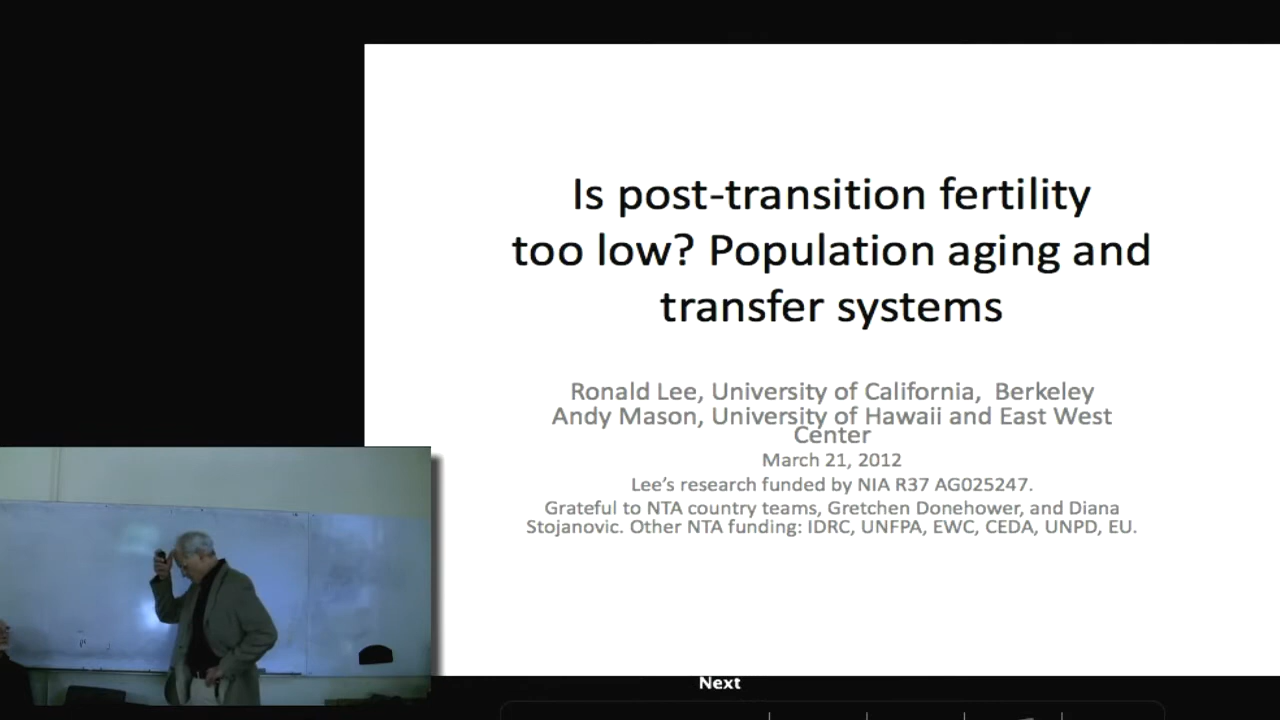 Is post-transition fertility
too low? Population aging and
transfer systems
Ronald Lee, University of California,  Berkeley
Andy Mason, University of Hawaii and East West
Center
March 21, 2012
Lee’s research funded by NIA R37 AG025247.
Grateful to NTA country teams, Gretchen Donehower, and Diana
Stojanovic. Other NTA funding: IDRC, UNFPA, EWC, CEDA, UNPD, EU.
Next